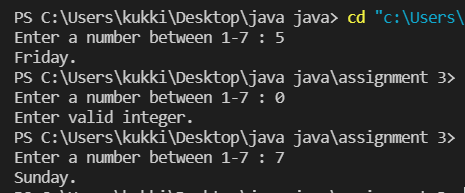 PS C:\Users\kukki\Desktop\java java> cd "c:\Users\
Enter a number between 1-7 : 5
Friday.
PS C:\Users\kukki\Desktop\java java\assignment 3>
Enter a number between 1-7 : 0
Enter valid integer.
PS C:\Users\kukki\Desktop\java java\assignment 3>
Enter a number between 1-7 : 7
Sunday.